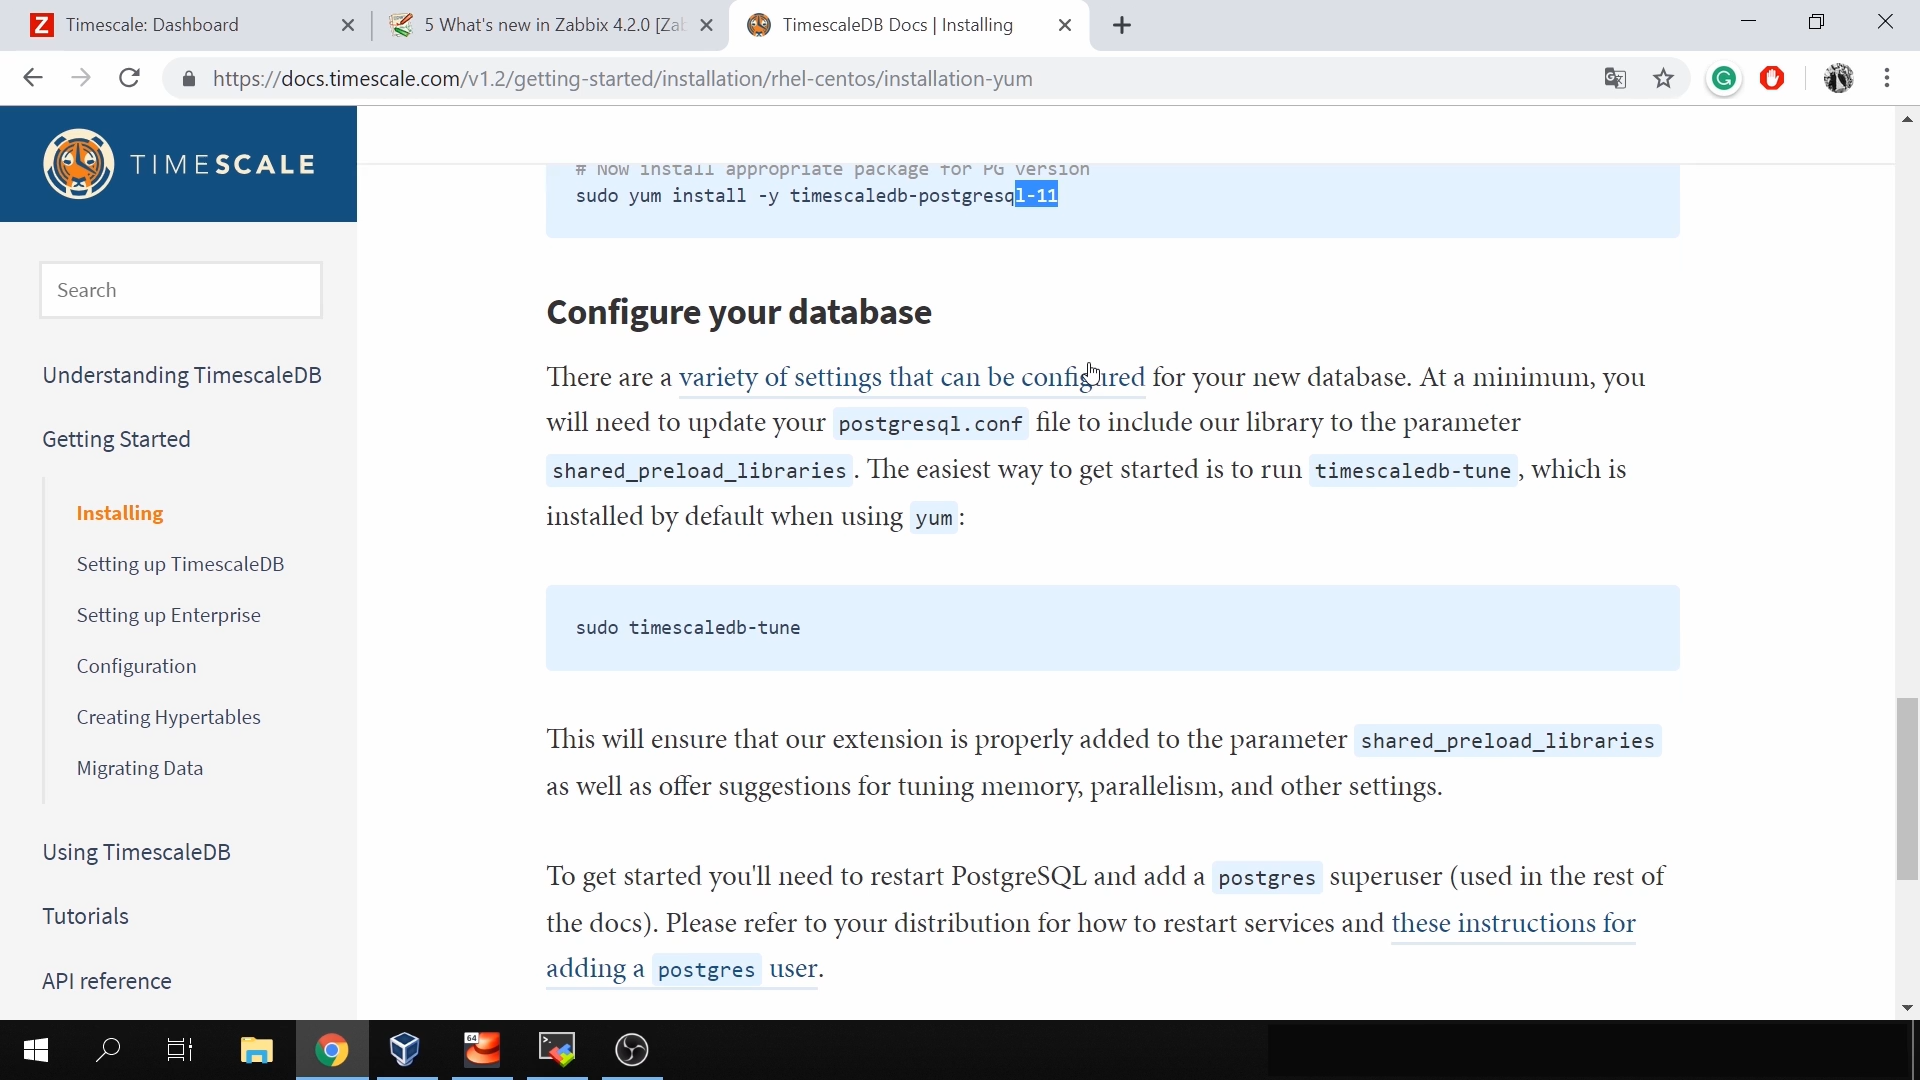 Timescale: Dashboard
5 What's new in Zabbix 4.2.0 [Zab
TimescaleDB Docs | Installing
https://docs.timescale.com/v1.2/getting-started/installation/rhel-centos/installation-yum
TIMESCALE
Search
Understanding TimescaleDB
Getting Started
Installing
Setting up TimescaleDB
Setting up Enterprise
Configuration
Creating Hypertables
Migrating Data
Using TimescaleDB
Tutorials
API reference
# Now install appropriate package for PG version
sudo yum install -y timescaledb-postgresql-11
Configure your database
There are a variety of settings that can be configured for your new database. At a minimum, you
will need to update your postgresql.conf file to include our library to the parameter
shared_preload_libraries. The easiest way to get started is to run timescaledb-tune, which is
installed by default when using yum:
sudo timescaledb-tune
This will ensure that our extension is properly added to the parameter shared_preload_libraries
as well as offer suggestions for tuning memory, parallelism, and other settings.
To get started you'll need to restart PostgreSQL and add a postgres superuser (used in the rest of
the docs). Please refer to your distribution for how to restart services and these instructions for
adding a postgres user.
64